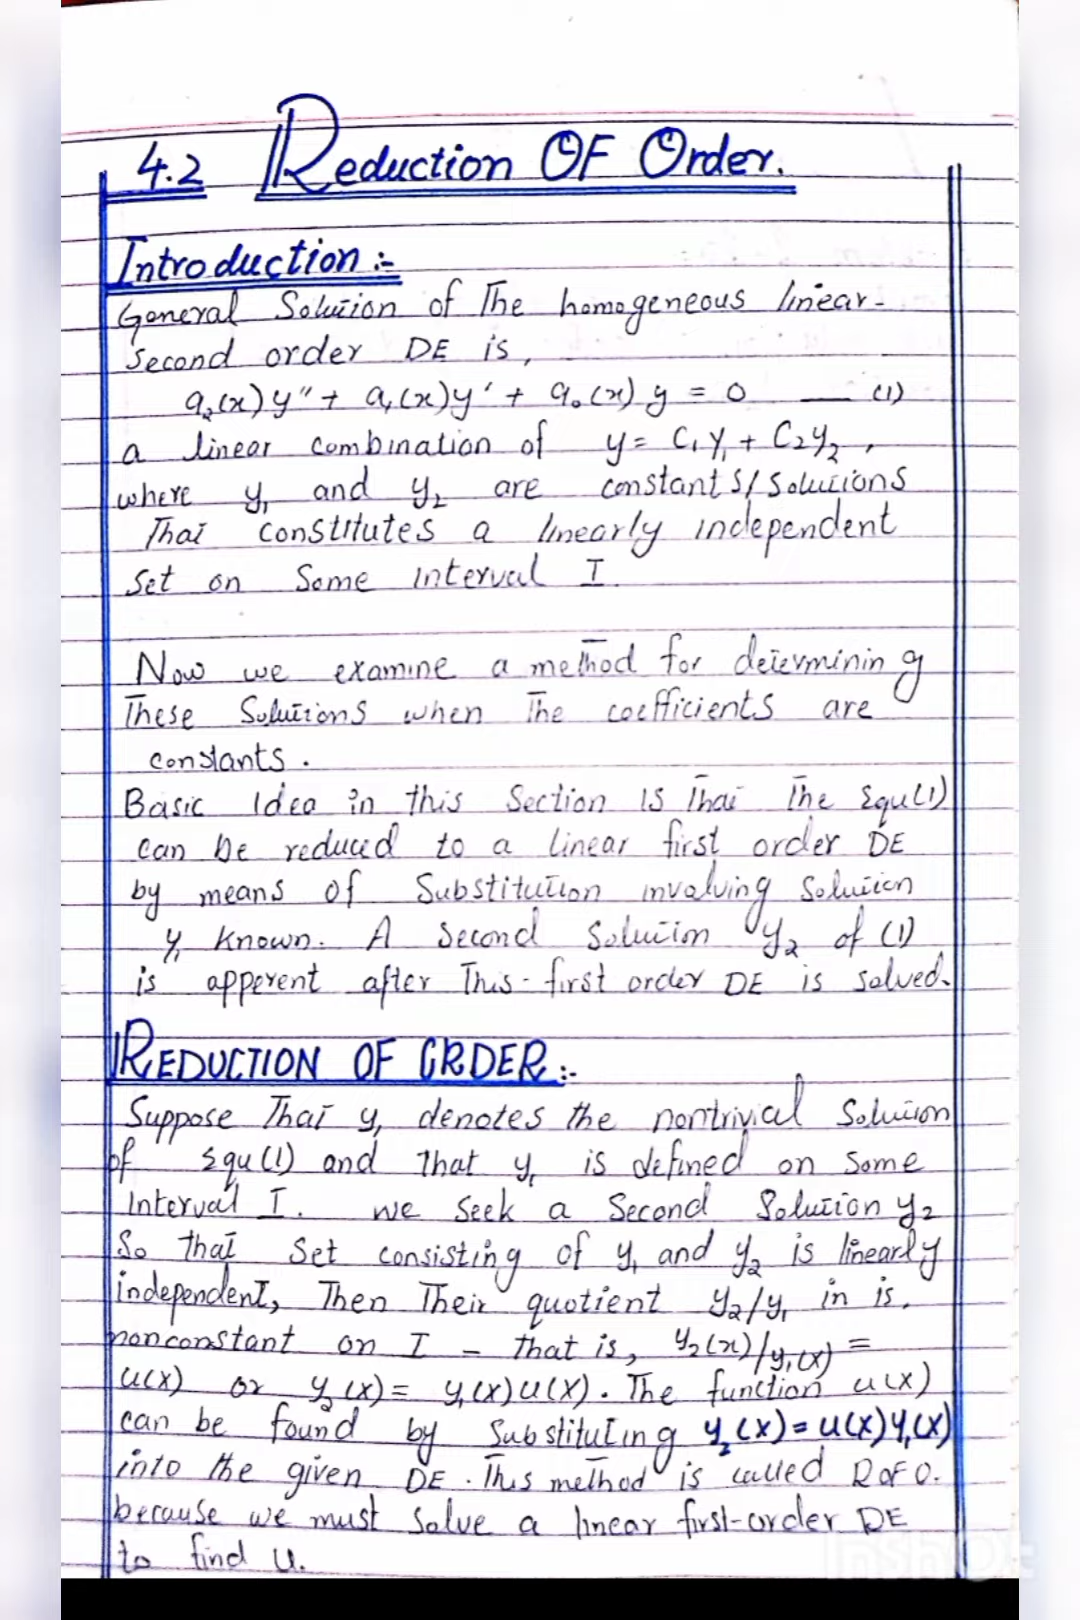 4.2 Reduction OF Order.
Introduction :-
General Solution of The homogeneous linear-
second order DE is,
a₂(x)y'' + a₁(x)y' + a₀(x)y = 0 — (1)
a linear combination of y = C₁y₁ + C₂y₂,
where y₁ and y₂ are constants/solutions
That constitutes a linearly independent
set on Some interval I.
Now we examine a method for determining
These Solutions when The coefficients are
constants.
Basic Idea in this Section is That The Equ(1)
can be reduced to a linear first order DE
by means of Substitution involving Solution
y₁ known. A Second Solution y₂ of (1)
is apperent after This-first order DE is solved.
REDUCTION OF ORDER :-
Suppose That y₁ denotes the nontrivial Solution
of Equ(1) and That y₁ is defined on some
Interval I. we Seek a Second Solution y₂
So that Set consisting of y₁ and y₂ is linearly
independent, Then Their quotient y₂/y₁ in is.
nonconstant on I - that is, y₂(x)/y₁(x) =
u(x) or y₂(x) = y₁(x)u(x). The function u(x)
can be found by Substituting y₂(x) = u(x)y₁(x)
into the given DE. This method is called R of O.
because we must Solve a linear first-order DE
to find u.
InShOt